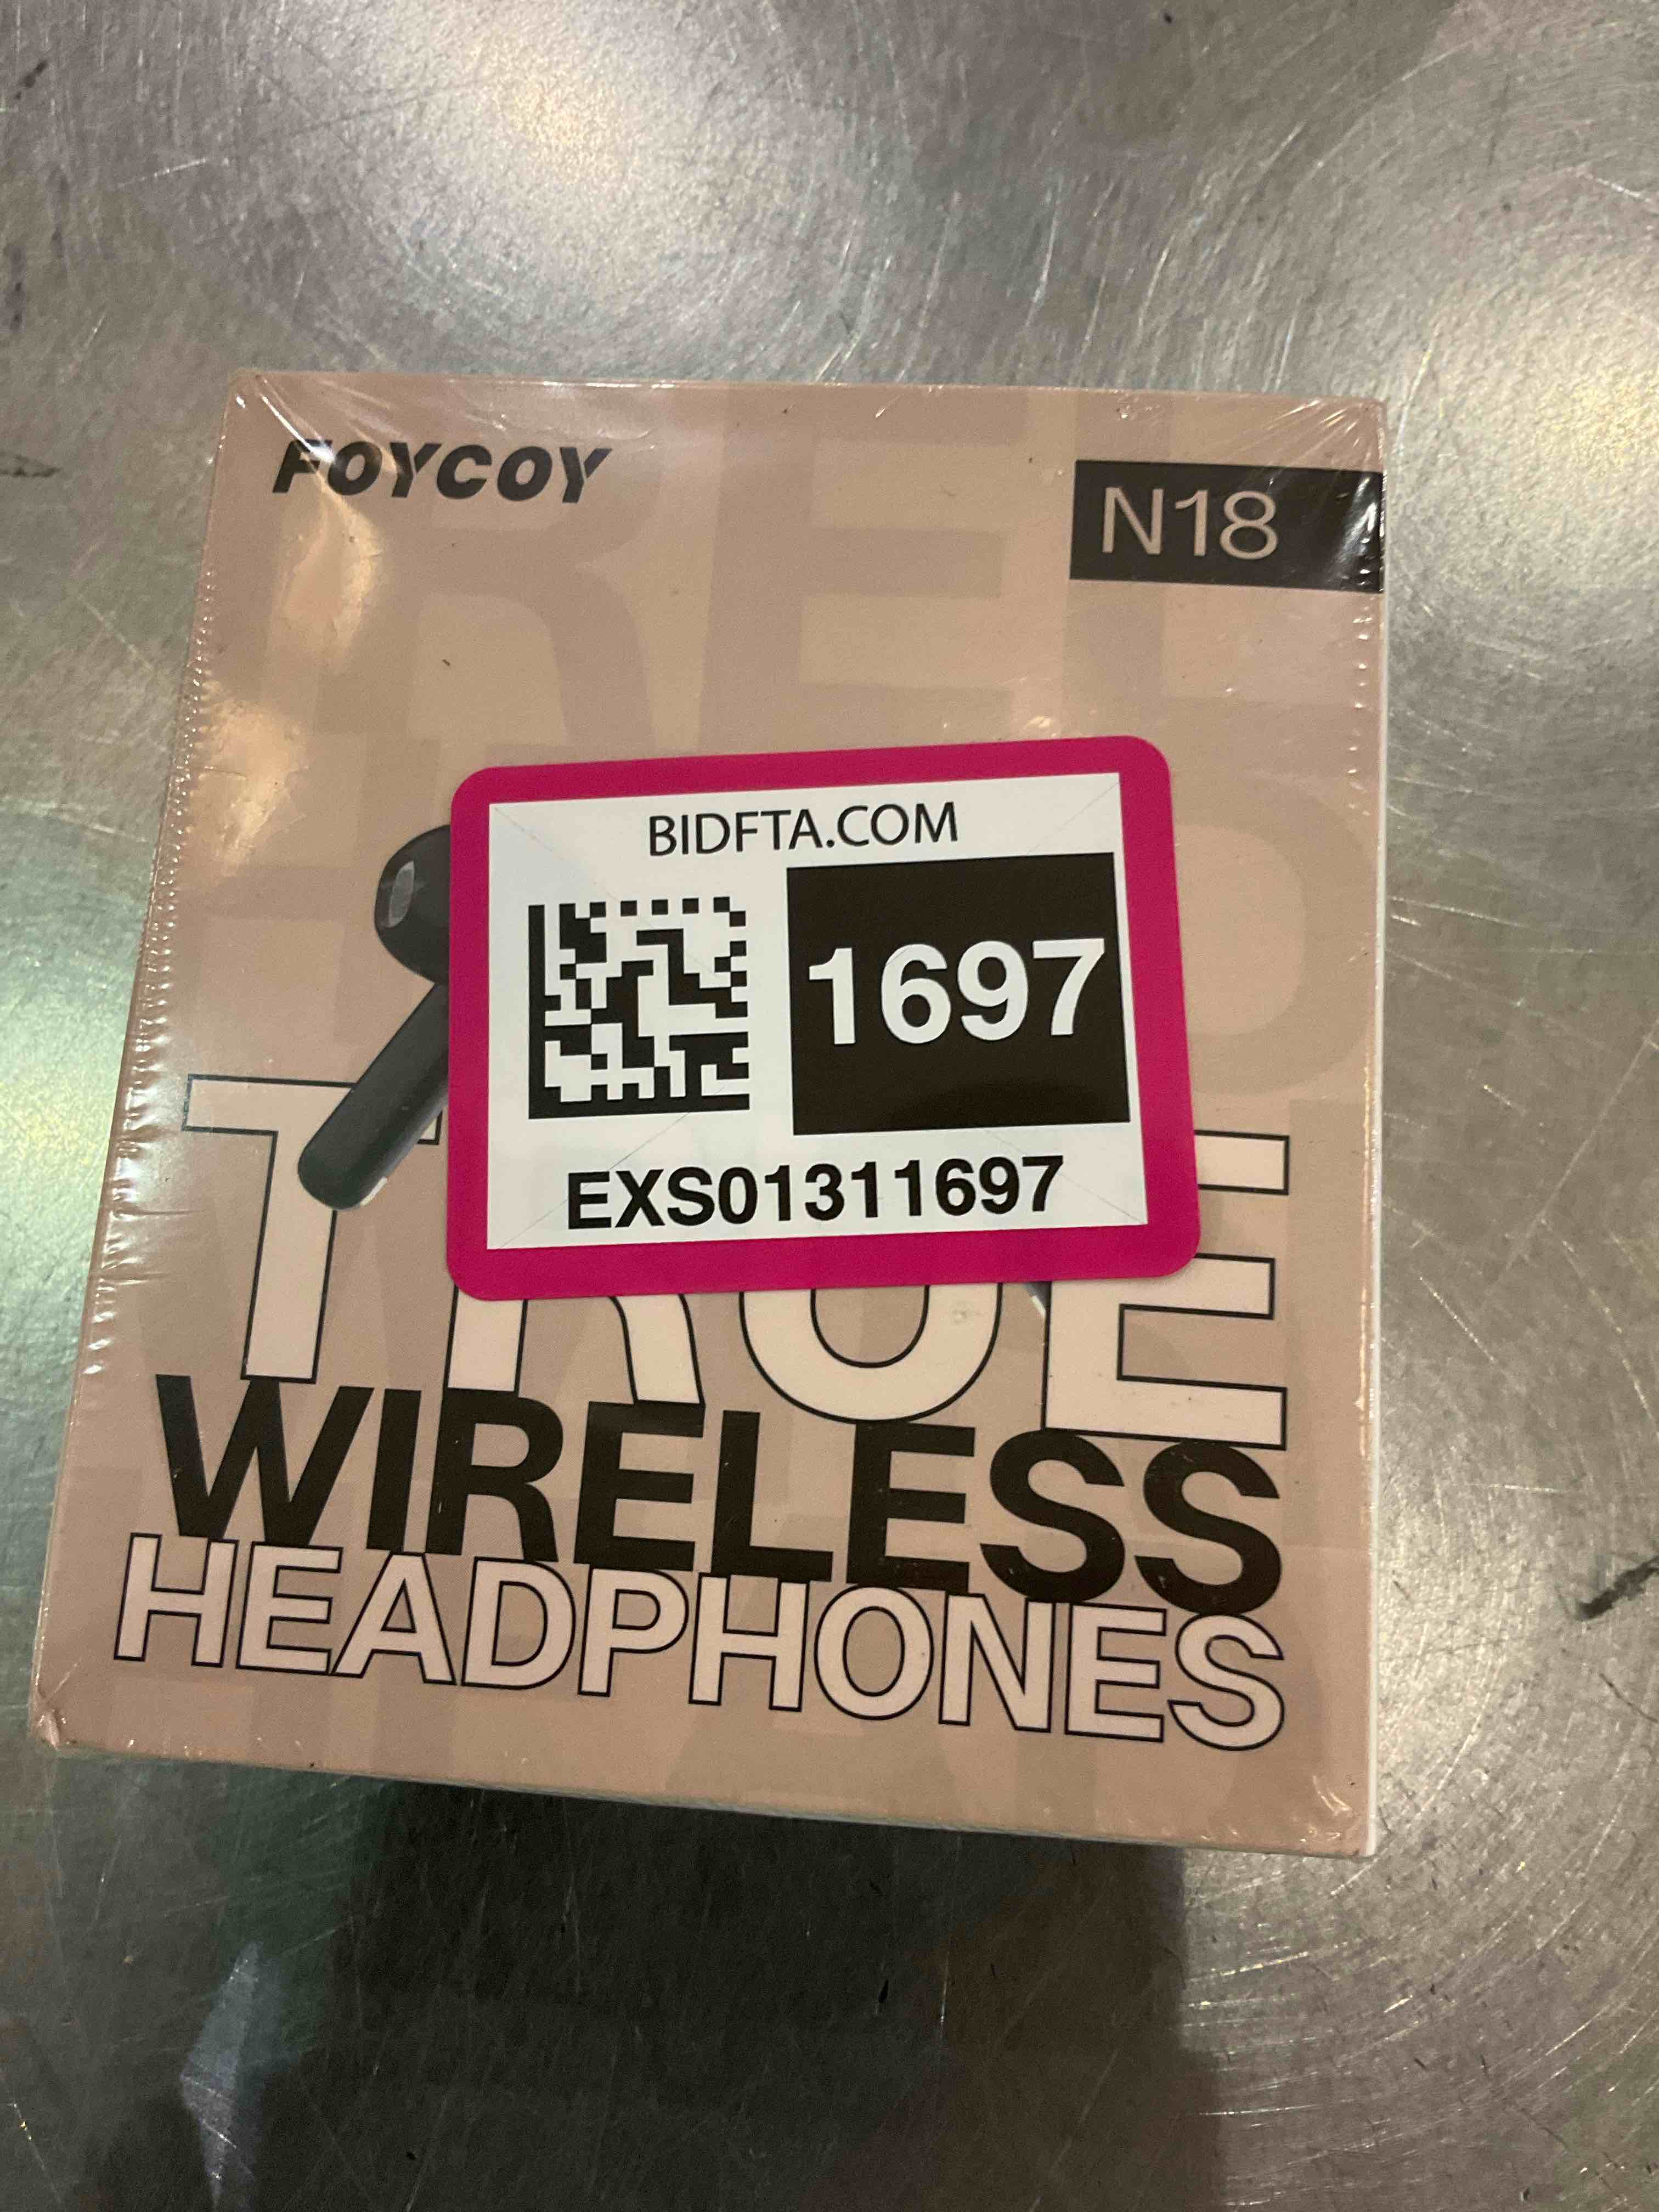 FOYCOY
N18
BIDFTA.COM
1697
EXS01311697
TRUE
WIRELESS
HEADPHONES